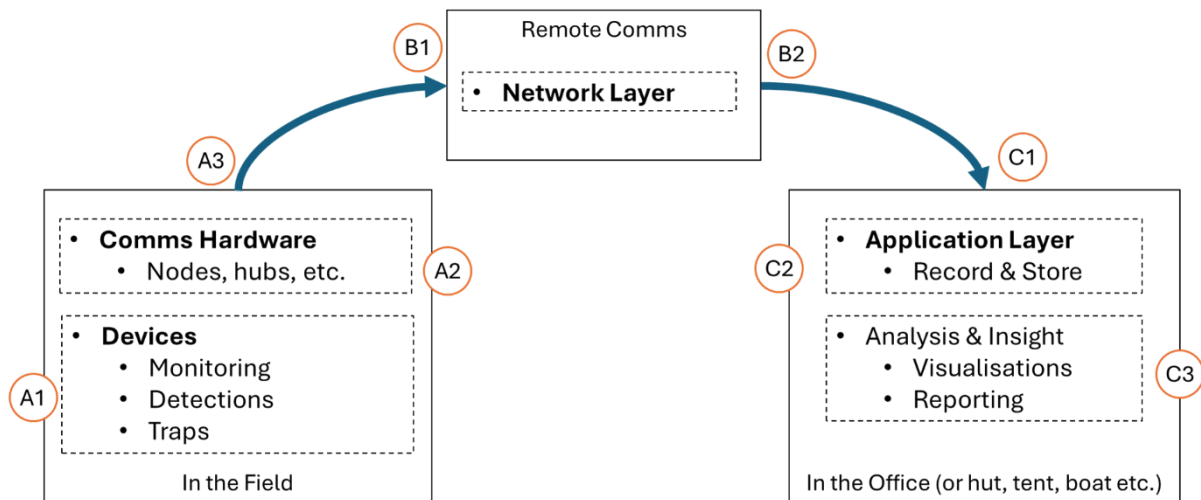 Remote Comms
B1
B2
• Network Layer
A3
C1
• Comms Hardware
• Nodes, hubs, etc.
A2
• Devices
• Monitoring
• Detections
• Traps
A1
In the Field
• Application Layer
• Record & Store
C2
• Analysis & Insight
• Visualisations
• Reporting
C3
In the Office (or hut, tent, boat etc.)